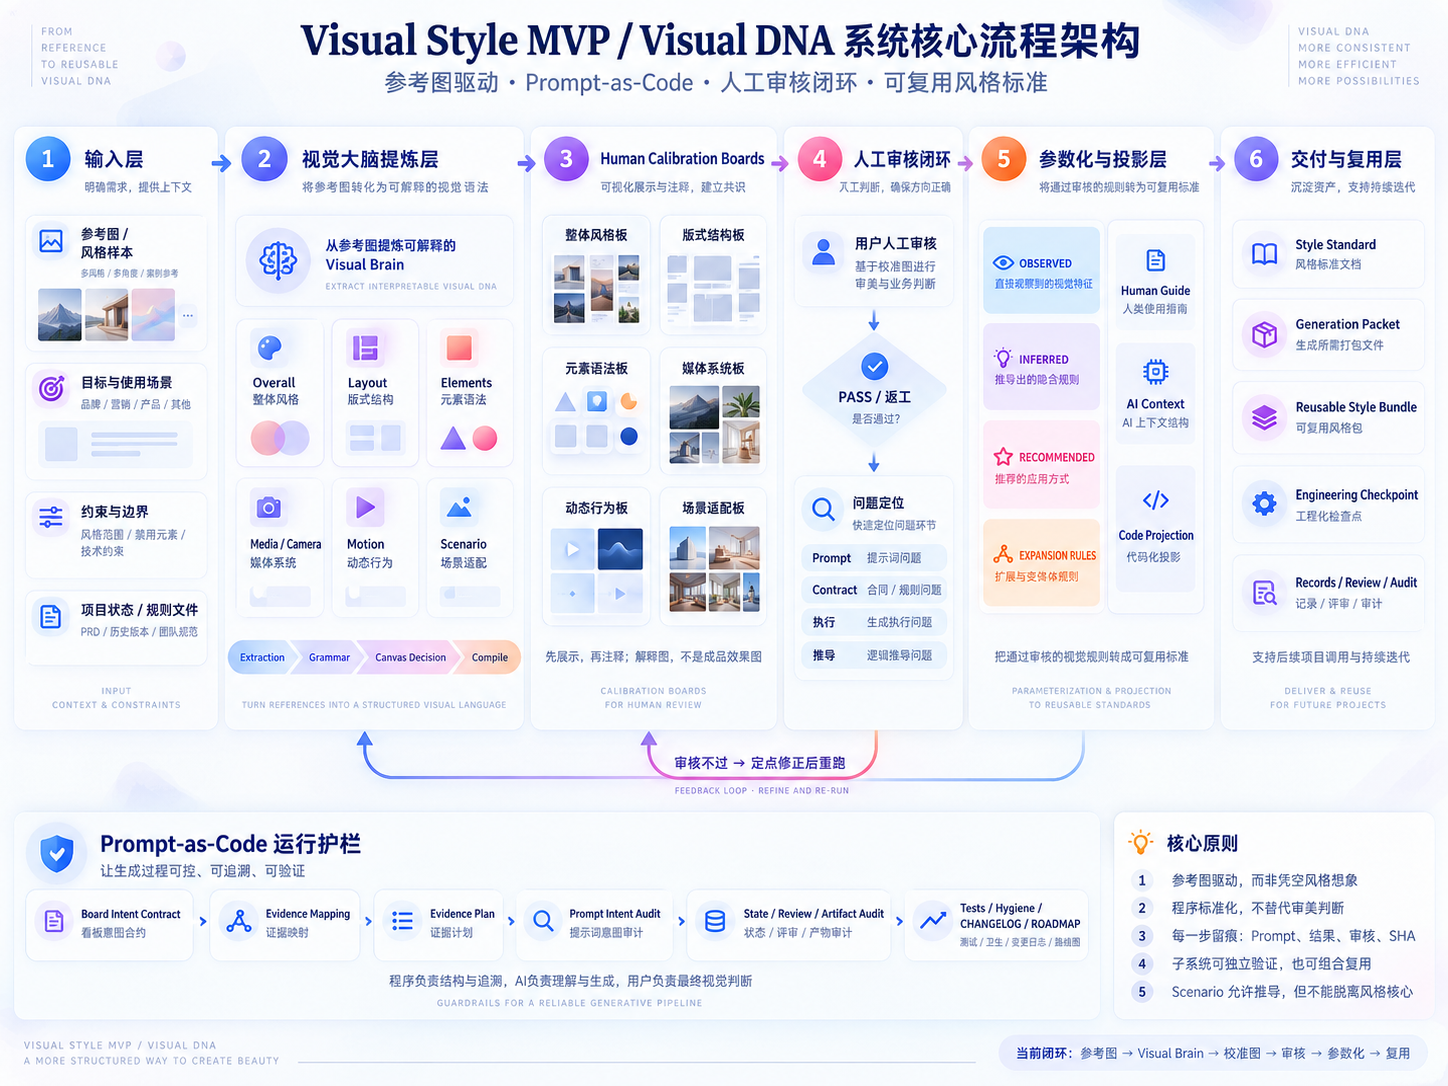 FROM
REFERENCE
TO REUSABLE
VISUAL DNA
Visual Style MVP / Visual DNA 系统核心流程架构
参考图驱动 · Prompt-as-Code · 人工审核闭环 · 可复用风格标准
VISUAL DNA
MORE CONSISTENT
MORE EFFICIENT
MORE POSSIBILITIES
1 输入层
明确需求，提供上下文
参考图 /
风格样本
多风格 / 多角度 / 案例参考
...
目标与使用场景
品牌 / 营销 / 产品 / 其他
约束与边界
风格范围 / 禁用元素 /
技术约束
项目状态 / 规则文件
PRD / 历史版本 / 团队规范
INPUT
CONTEXT & CONSTRAINTS
2 视觉大脑提炼层
将参考图转化为可解释的视觉语法
从参考图提炼可解释的
Visual Brain
EXTRACT INTERPRETABLE VISUAL DNA
Overall
整体风格
Layout
版式结构
Elements
元素语法
Media / Camera
媒体系统
Motion
动态行为
Scenario
场景适配
Extraction
Grammar
Canvas Decision
Compile
TURN REFERENCES INTO A STRUCTURED VISUAL LANGUAGE
3 Human Calibration Boards
可视化展示与注释，建立共识
整体风格板
版式结构板
元素语法板
媒体系统板
动态行为板
场景适配板
先展示，再注释；解释图，不是成品效果图
CALIBRATION BOARDS
FOR HUMAN REVIEW
4 人工审核闭环
人工判断，确保方向正确
用户人工审核
基于校准图进行
审美与业务判断
PASS / 返工
是否通过？
问题定位
快速定位问题环节
Prompt 提示词问题
Contract 合同 / 规则问题
执行 生成执行问题
推导 逻辑推导问题
5 参数化与投影层
将通过审核的规则转为可复用标准
OBSERVED
直接观察到的视觉特征
INFERRED
推导出的隐含规则
RECOMMENDED
推荐的应用方式
EXPANSION RULES
扩展与变体规则
Human Guide
人类使用指南
AI Context
AI 上下文结构
Code Projection
代码化投影
把通过审核的视觉规则转成可复用标准
PARAMETERIZATION & PROJECTION
TO REUSABLE STANDARDS
6 交付与复用层
沉淀资产，支持持续迭代
Style Standard
风格标准文档
Generation Packet
生成所需打包文件
Reusable Style Bundle
可复用风格包
Engineering Checkpoint
工程化检查点
Records / Review / Audit
记录 / 评审 / 审计
支持后续项目调用与持续迭代
DELIVER & REUSE
FOR FUTURE PROJECTS
审核不过 → 定点修正后重跑
FEEDBACK LOOP · REFINE AND RE-RUN
Prompt-as-Code 运行护栏
让生成过程可控、可追溯、可验证
Board Intent Contract
看板意图合约
Evidence Mapping
证据映射
Evidence Plan
证据计划
Prompt Intent Audit
提示词意图审计
State / Review / Artifact Audit
状态 / 评审 / 产物审计
Tests / Hygiene /
CHANGELOG / ROADMAP
测试 / 卫生 / 变更日志 / 路线图
程序负责结构与追溯，AI负责理解与生成，用户负责最终视觉判断
GUARDRAILS FOR A RELIABLE GENERATIVE PIPELINE
核心原则
1 参考图驱动，而非凭空风格想象
2 程序标准化，不替代审美判断
3 每一步留痕：Prompt、结果、审核、SHA
4 子系统可独立验证，也可组合复用
5 Scenario 允许推导，但不能脱离风格核心
VISUAL STYLE MVP / VISUAL DNA
A MORE STRUCTURED WAY TO CREATE BEAUTY
当前闭环：参考图 → Visual Brain → 校准图 → 审核 → 参数化 → 复用